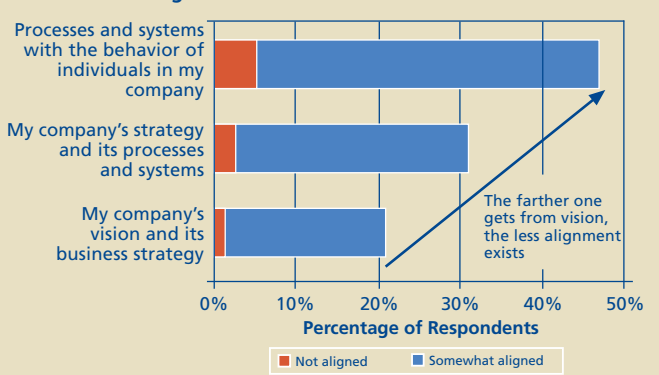 Processes and systems
with the behavior of
individuals in my
company
My company's strategy
and its processes
and systems
My company's
vision and its
business strategy
The farther one
gets from vision,
the less alignment
exists
0% 10% 20% 30% 40% 50%
Percentage of Respondents
Not aligned Somewhat aligned